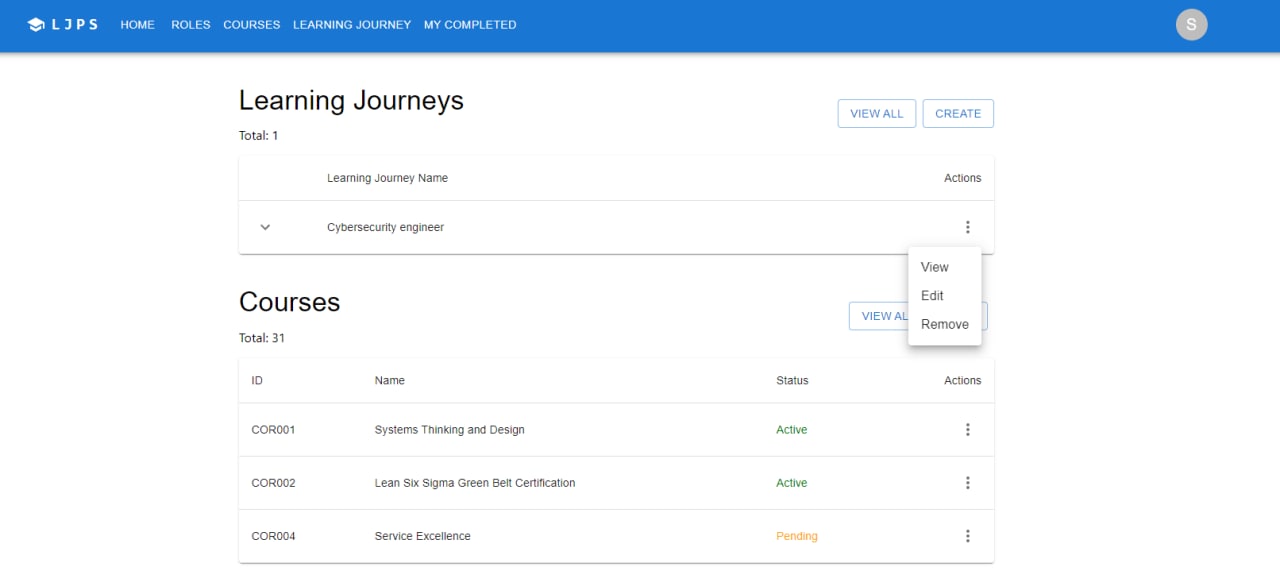 LJPS HOME ROLES COURSES LEARNING JOURNEY MY COMPLETED S
Learning Journeys
VIEW ALL CREATE
Total: 1
Learning Journey Name Actions
Cybersecurity engineer
View
Edit
Remove
Courses
VIEW AL
Total: 31
ID Name Status Actions
COR001 Systems Thinking and Design Active
COR002 Lean Six Sigma Green Belt Certification Active
COR004 Service Excellence Pending